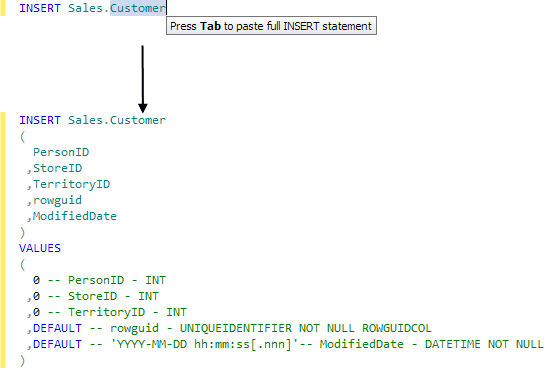 INSERT Sales.Customer
Press Tab to paste full INSERT statement
INSERT Sales.Customer
(
PersonID
,StoreID
,TerritoryID
,rowguid
,ModifiedDate
)
VALUES
(
0 -- PersonID - INT
,0 -- StoreID - INT
,0 -- TerritoryID - INT
,DEFAULT -- rowguid - UNIQUEIDENTIFIER NOT NULL ROWGUIDCOL
,DEFAULT -- 'YYYY-MM-DD hh:mm:ss[.nnn]'-- ModifiedDate - DATETIME NOT NULL
)